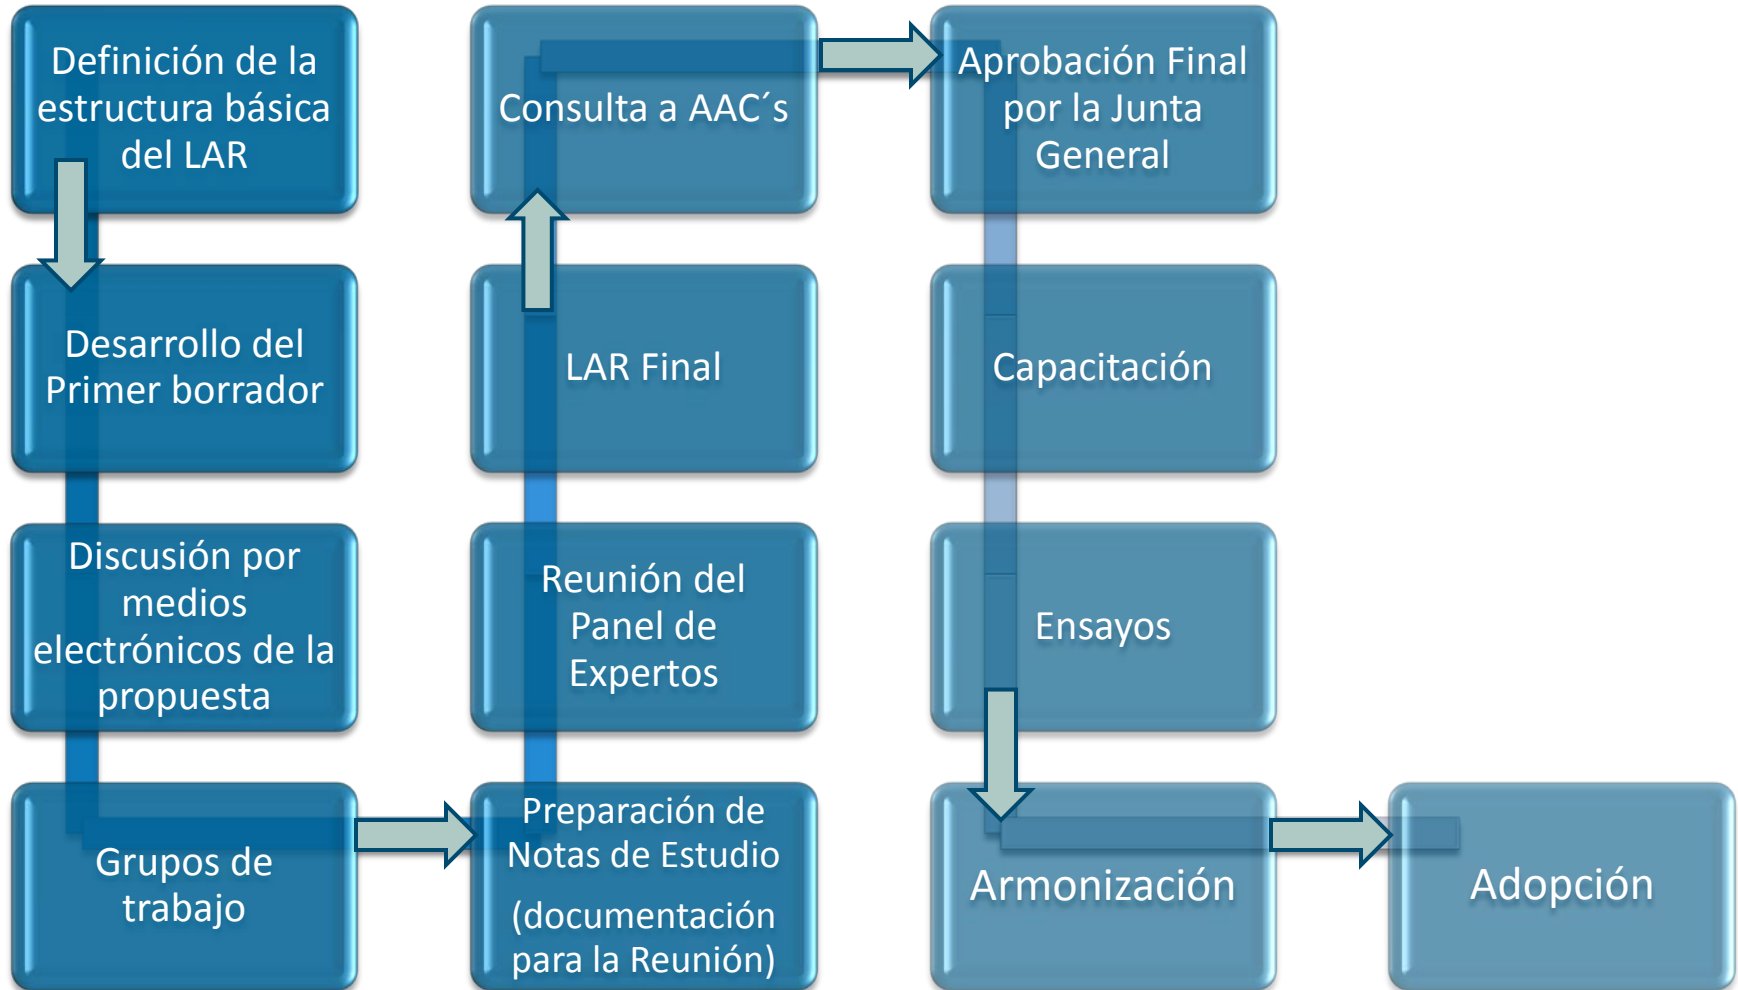 Definición de la
estructura básica
del LAR
Desarrollo del
Primer borrador
Discusión por
medios
electrónicos de la
propuesta
Grupos de
trabajo
Preparación de
Notas de Estudio
(documentación
para la Reunión)
Reunión del
Panel de
Expertos
LAR Final
Consulta a AAC´s
Aprobación Final
por la Junta
General
Capacitación
Ensayos
Armonización
Adopción